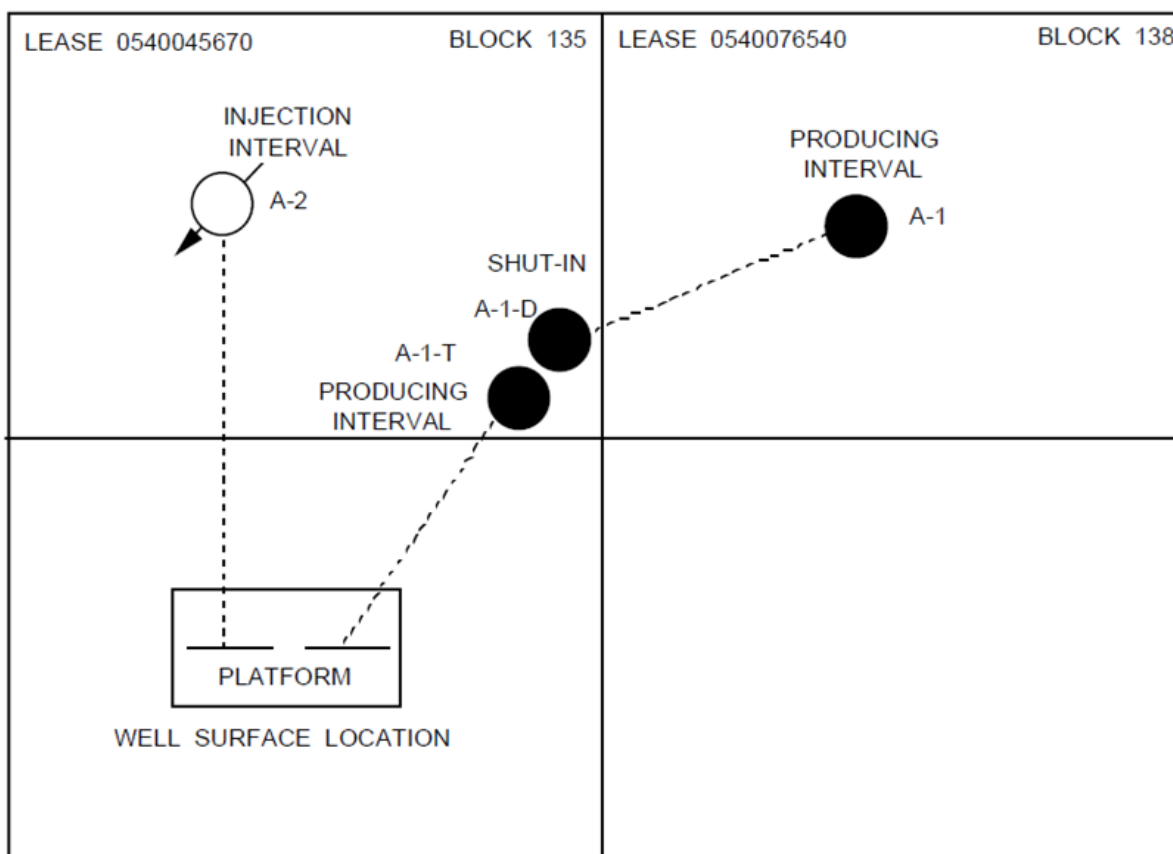 LEASE 0540045670
BLOCK 135
LEASE 0540076540
BLOCK 138
INJECTION
INTERVAL
A-2
PRODUCING
INTERVAL
A-1
SHUT-IN
A-1-D
A-1-T
PRODUCING
INTERVAL
PLATFORM
WELL SURFACE LOCATION